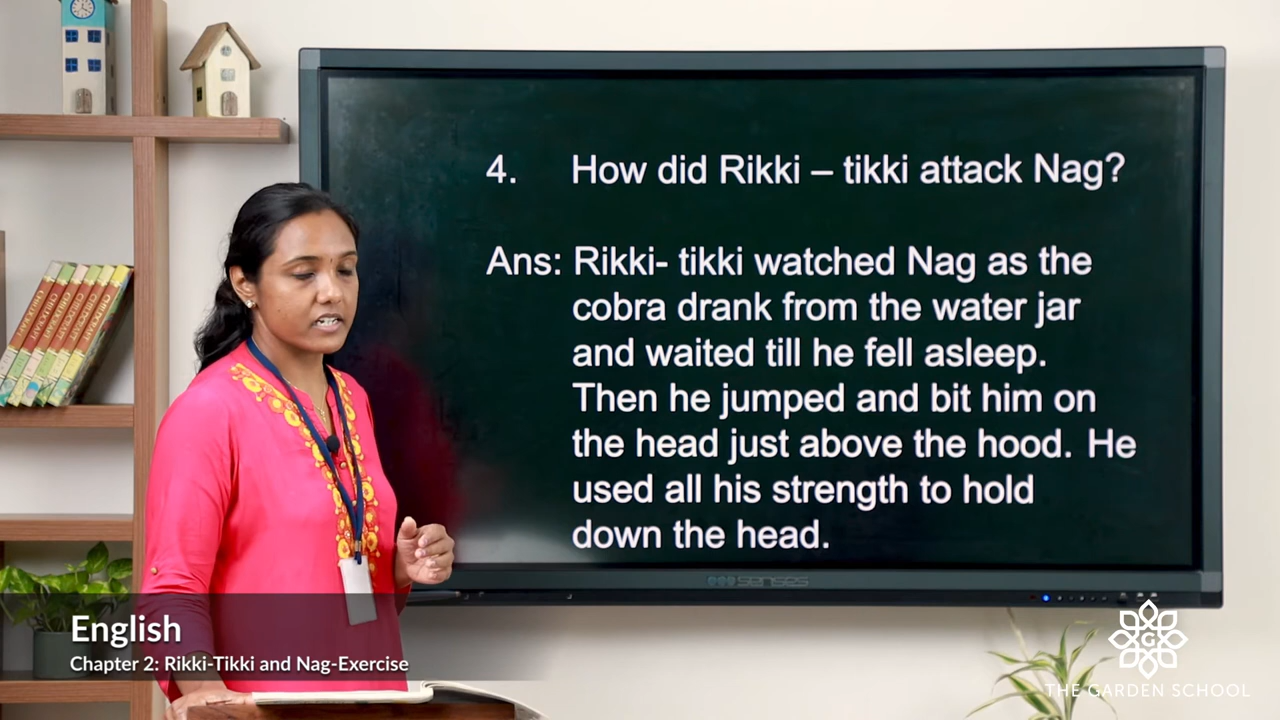 4. How did Rikki – tikki attack Nag?
Ans: Rikki- tikki watched Nag as the
cobra drank from the water jar
and waited till he fell asleep.
Then he jumped and bit him on
the head just above the hood. He
used all his strength to hold
down the head.
senses
English
Chapter 2: Rikki-Tikki and Nag-Exercise
G
THE GARDEN SCHOOL